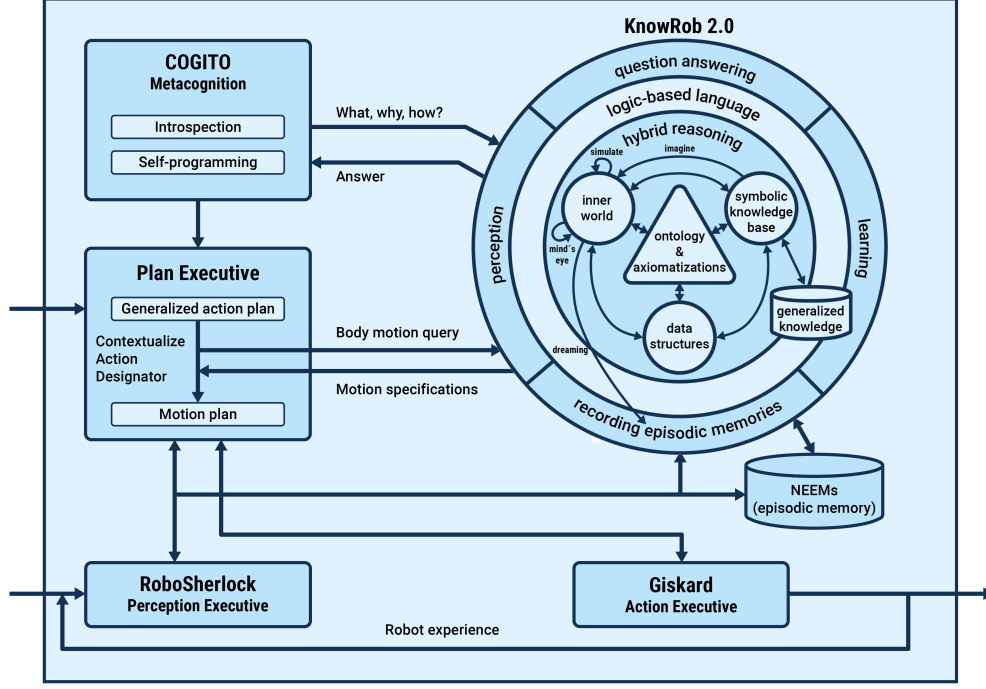 KnowRob 2.0
COGITO
Metacognition
Introspection
Self-programming
What, why, how?
Answer
question answering
logic-based language
hybrid reasoning
perception
learning
recording episodic memories
simulate
imagine
inner
world
symbolic
knowledge
base
mind´s
eye
ontology
&
axiomatizations
data
structures
generalized
knowledge
dreaming
Plan Executive
Generalized action plan
Contextualize
Action
Designator
Motion plan
Body motion query
Motion specifications
NEEMs
(episodic memory)
RoboSherlock
Perception Executive
Giskard
Action Executive
Robot experience